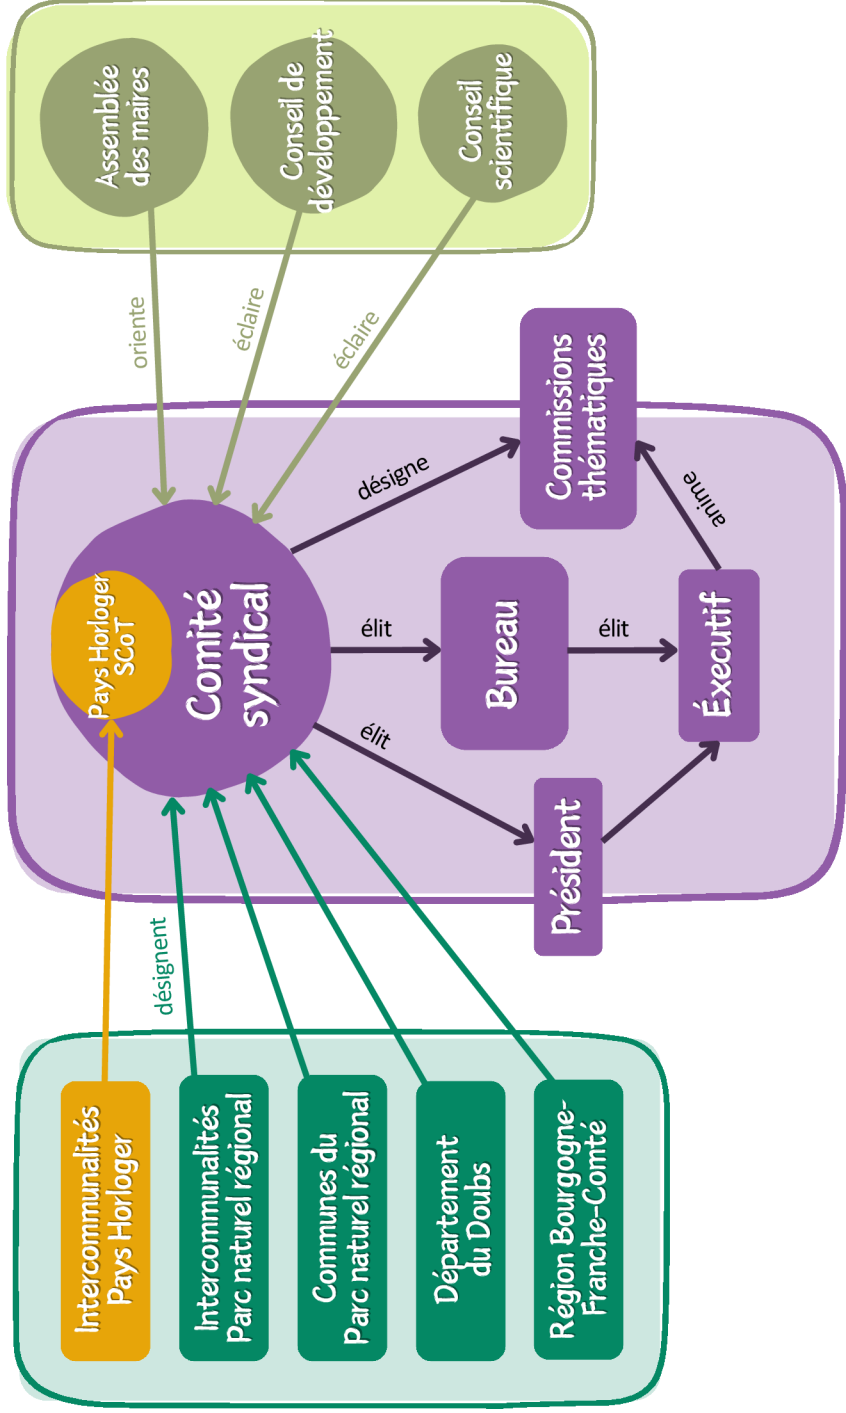 Intercommunalités
Pays Horloger
Intercommunalités
Parc naturel régional
Communes du
Parc naturel régional
Département
du Doubs
Région Bourgogne-
Franche-Comté
désignent
Pays Horloger
SCoT
Comité
syndical
élit
élit
désigne
Président
Bureau
élit
Éxecutif
anime
Commissions
thématiques
oriente
éclaire
éclaire
Assemblée
des maires
Conseil de
développement
Conseil
scientifique